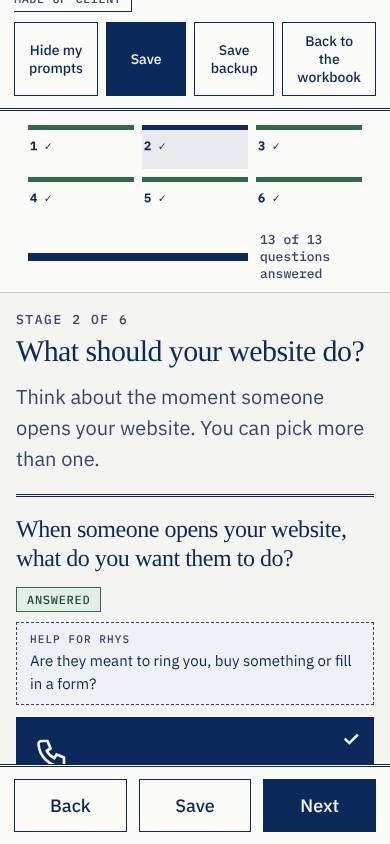 MADE UP CLIENT
Hide my
prompts
Save
Save
backup
Back to
the
workbook
1 ✓
2 ✓
3 ✓
4 ✓
5 ✓
6 ✓
13 of 13
questions
answered
STAGE 2 OF 6
What should your website do?
Think about the moment someone
opens your website. You can pick more
than one.
When someone opens your website,
what do you want them to do?
ANSWERED
HELP FOR RHYS
Are they meant to ring you, buy something or fill
in a form?
Back
Save
Next